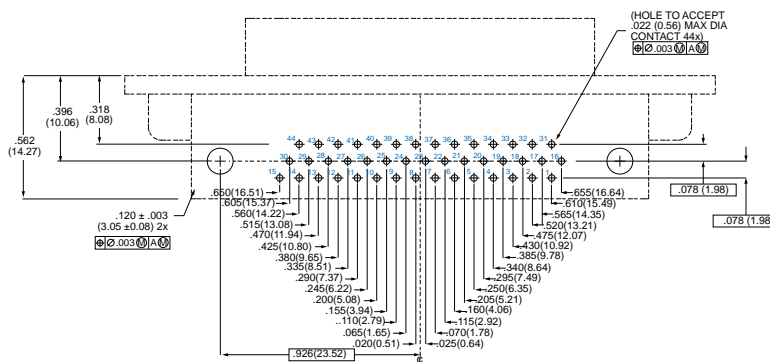 (HOLE TO ACCEPT
.022 (0.56) MAX DIA
CONTACT 44x)
⌖ Ø .003 Ⓜ A Ⓜ
.562
(14.27)
.396
(10.06)
.318
(8.08)
44 43 42 41 40 39 38 37 36 35 34 33 32 31
30 29 28 27 26 25 24 23 22 21 20 19 18 17 16
15 14 13 12 11 10 9 8 7 6 5 4 3 2 1
.078 (1.98)
.078 (1.98
.120 ± .003
(3.05 ±0.08) 2x
⌖ Ø .003 Ⓜ A Ⓜ
.650(16.51) .655(16.64)
.605(15.37) .610(15.49)
.560(14.22) .565(14.35)
.515(13.08) .520(13.21)
.470(11.94) .475(12.07)
.425(10.80) .430(10.92)
.380(9.65) .385(9.78)
.335(8.51) .340(8.64)
.290(7.37) .295(7.49)
.245(6.22) .250(6.35)
.200(5.08) .205(5.21)
.155(3.94) .160(4.06)
.110(2.79) .115(2.92)
.065(1.65) .070(1.78)
.020(0.51) .025(0.64)
.926(23.52)
℄